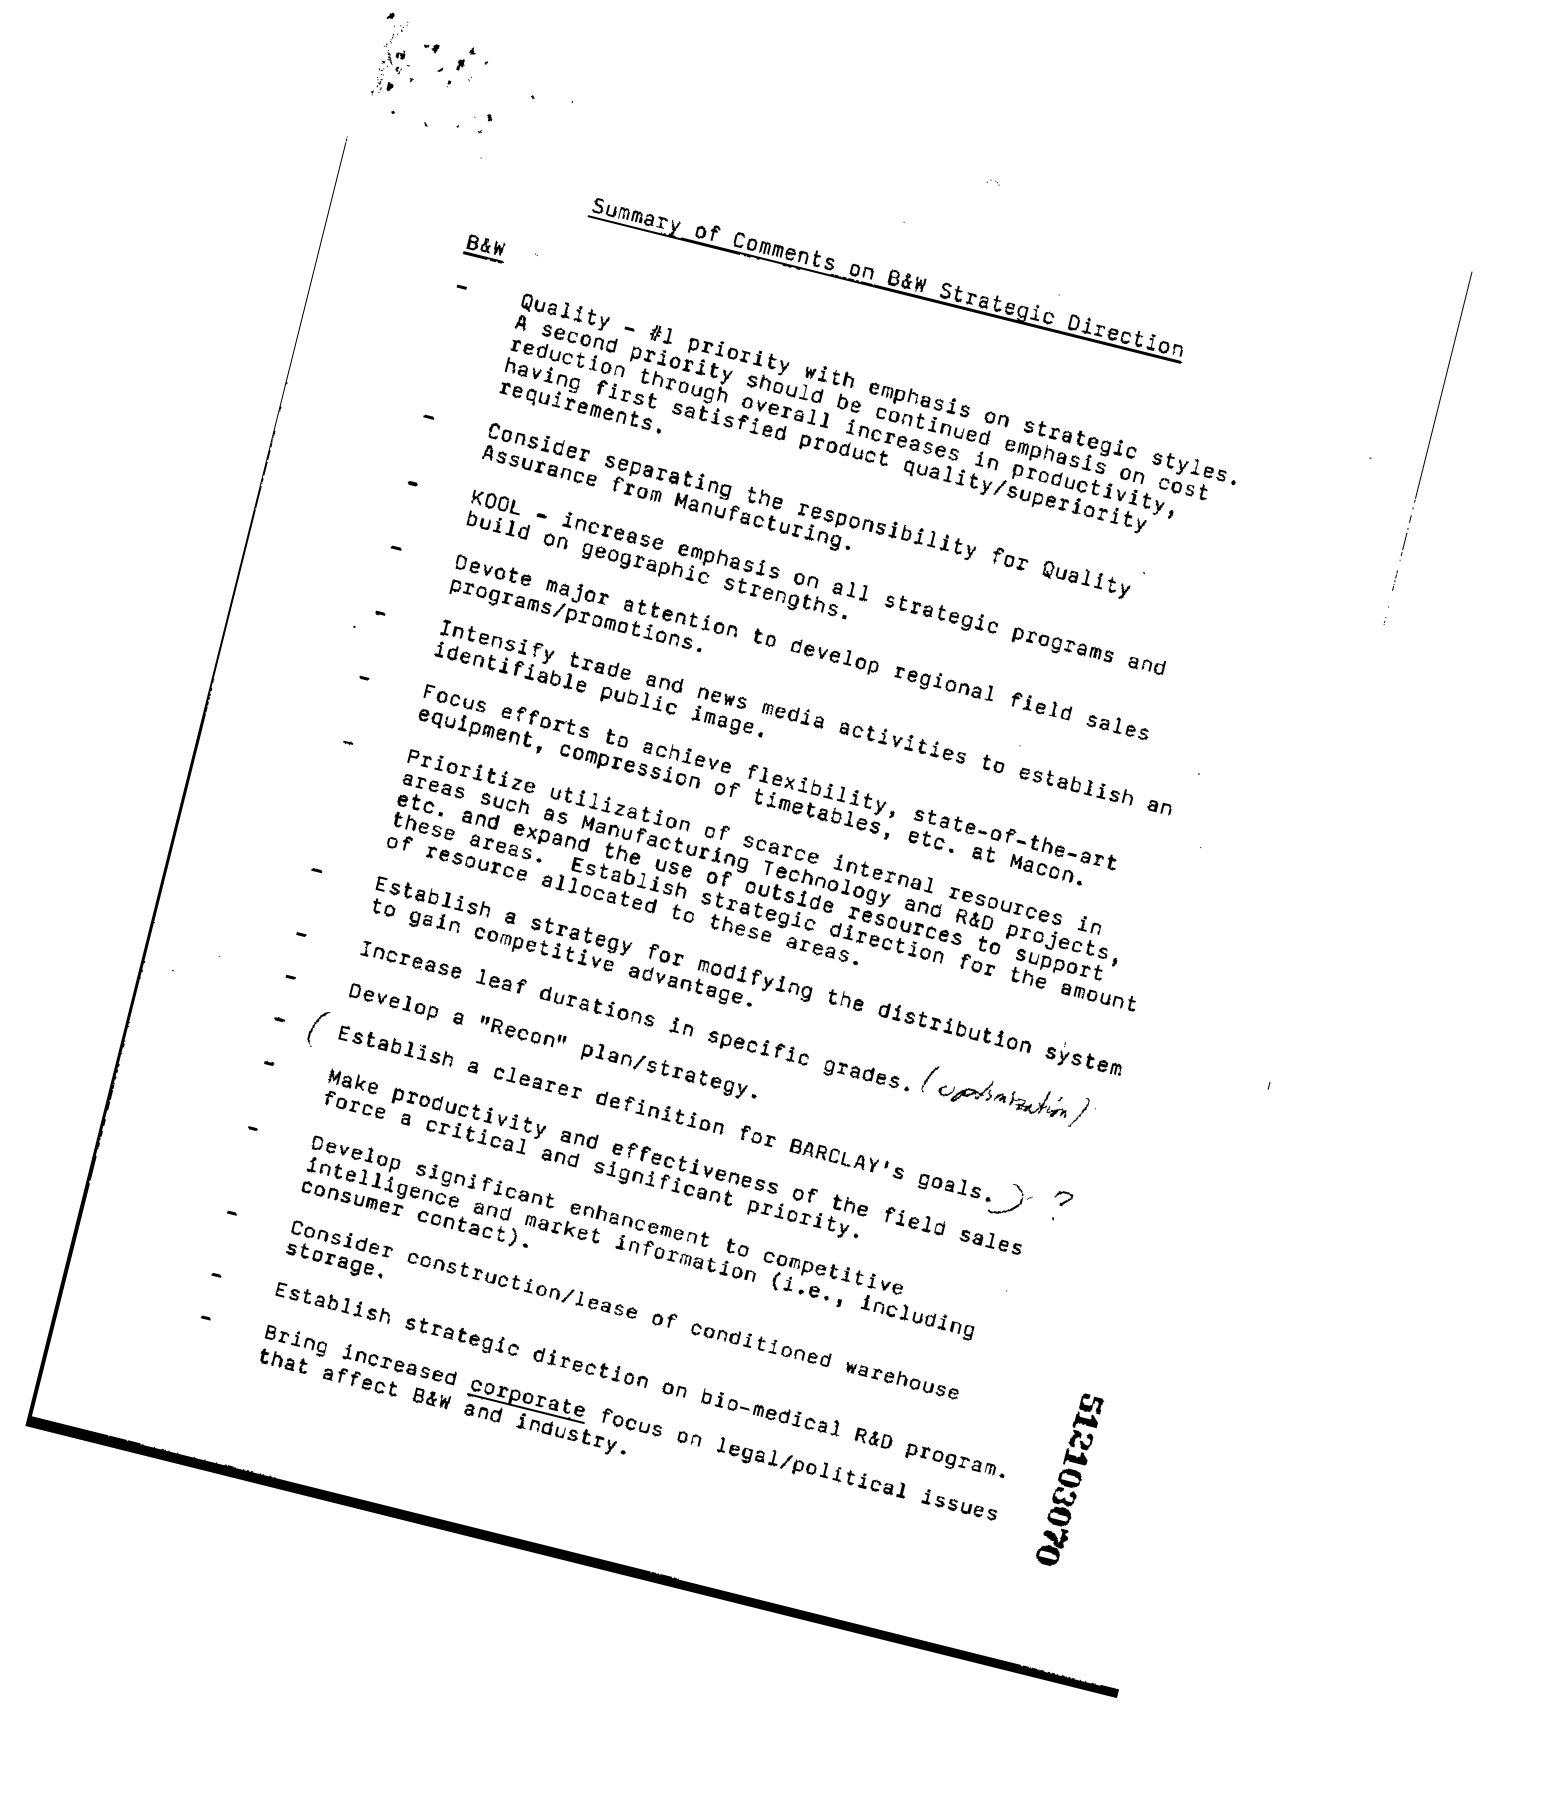 Summary of Comments on B&W Strategic Direction
B&W
- Quality - #1 priority with emphasis on strategic styles.
A second priority should be continued emphasis on cost
reduction through overall increases in productivity,
having first satisfied product quality/superiority
requirements.
- Consider separating the responsibility for Quality
Assurance from Manufacturing.
- KOOL - increase emphasis on all strategic programs and
build on geographic strengths.
- Devote major attention to develop regional field sales
programs/promotions.
- Intensify trade and news media activities to establish an
identifiable public image.
- Focus efforts to achieve flexibility, state-of-the-art
equipment, compression of timetables, etc. at Macon.
- Prioritize utilization of scarce internal resources in
areas such as Manufacturing Technology and R&D projects,
etc. and expand the use of outside resources to support
these areas. Establish strategic direction for the amount
of resource allocated to these areas.
- Establish a strategy for modifying the distribution system
to gain competitive advantage.
- Increase leaf durations in specific grades. (optimization)
- Develop a "Recon" plan/strategy.
- (Establish a clearer definition for BARCLAY's goals.) ?
- Make productivity and effectiveness of the field sales
force a critical and significant priority.
- Develop significant enhancement to competitive
intelligence and market information (i.e., including
consumer contact).
- Consider construction/lease of conditioned warehouse
storage.
- Establish strategic direction on bio-medical R&D program.
- Bring increased corporate focus on legal/political issues
that affect B&W and industry.
512103070